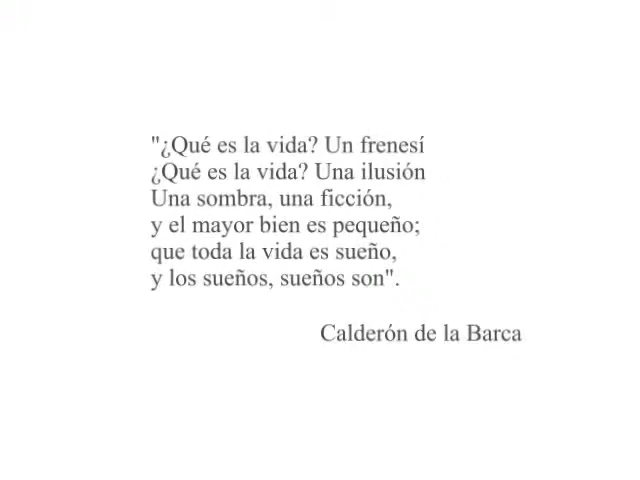 "¿Qué es la vida? Un frenesí
¿Qué es la vida? Una ilusión
Una sombra, una ficción,
y el mayor bien es pequeño;
que toda la vida es sueño,
y los sueños, sueños son".
Calderón de la Barca